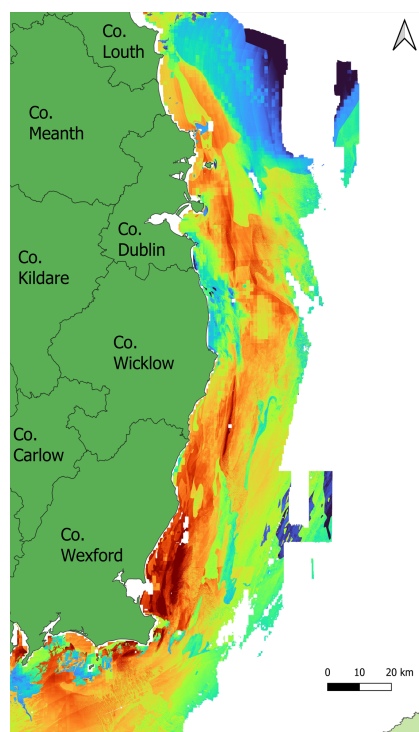 Co.
Louth
Co.
Meanth
Co.
Dublin
Co.
Kildare
Co.
Wicklow
Co.
Carlow
Co.
Wexford
0 10 20 km